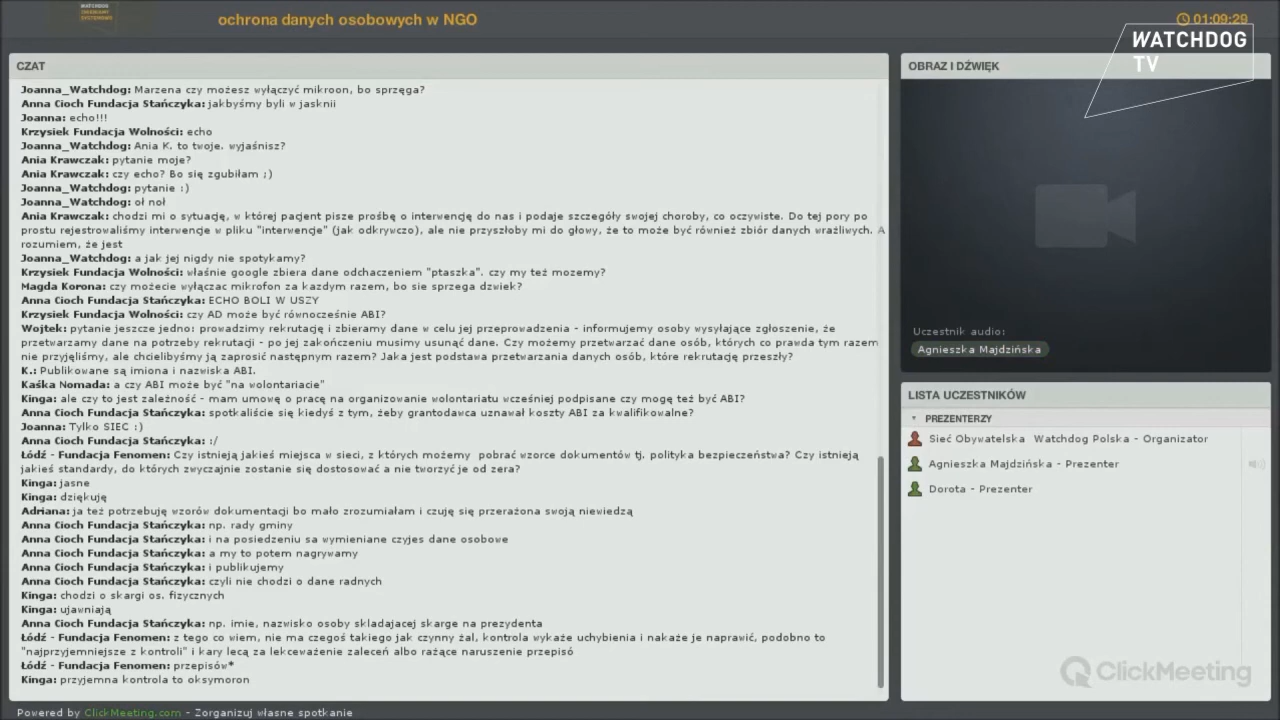 WATCHDOG
ochrona danych osobowych w NGO
01:09:29
WATCHDOG
TV
CZAT
Joanna_Watchdog: Marzena czy możesz wyłączyć mikroon, bo sprzęga?
Anna Cioch Fundacja Stańczyka: jakbyśmy byli w jasknii
Joanna: echo!!!
Krzysiek Fundacja Wolności: echo
Joanna_Watchdog: Ania K. to twoje. wyjaśnisz?
Ania Krawczak: pytanie moje?
Ania Krawczak: czy echo? Bo się zgubiłam ;)
Joanna_Watchdog: pytanie :)
Joanna_Watchdog: oł noł
Ania Krawczak: chodzi mi o sytuację, w której pacjent pisze prośbę o interwencję do nas i podaje szczegóły swojej choroby, co oczywiste. Do tej pory po
prostu rejestrowaliśmy interwencje w pliku "interwencje" (jak odkrywczo), ale nie przyszłoby mi do głowy, że to może być również zbiór danych wrażliwych. A
rozumiem, że jest
Joanna_Watchdog: a jak jej nigdy nie spotykamy?
Krzysiek Fundacja Wolności: właśnie google zbiera dane odchaczeniem "ptaszka". czy my też mozemy?
Magda Korona: czy możecie wyłączac mikrofon za kazdym razem, bo sie sprzega dzwiek?
Anna Cioch Fundacja Stańczyka: ECHO BOLI W USZY
Krzysiek Fundacja Wolności: czy AD może być równocześnie ABI?
Wojtek: pytanie jeszcze jedno: prowadzimy rekrutację i zbieramy dane w celu jej przeprowadzenia - informujemy osoby wysyłające zgłoszenie, że
przetwarzamy dane na potrzeby rekrutacji - po jej zakończeniu musimy usunąć dane. Czy możemy przetwarzać dane osób, których co prawda tym razem
nie przyjęliśmy, ale chcielibyśmy ją zaprosić następnym razem? Jaka jest podstawa przetwarzania danych osób, które rekrutację przeszły?
K.: Publikowane są imiona i nazwiska ABI.
Kaśka Nomada: a czy ABI może być "na wolontariacie"
Kinga: ale czy to jest zależność - mam umowę o pracę na organizowanie wolontariatu wcześniej podpisane czy mogę też być ABI?
Anna Cioch Fundacja Stańczyka: spotkaliście się kiedyś z tym, żeby grantodawca uznawał koszty ABI za kwalifikowalne?
Joanna: Tylko SIEC :)
Anna Cioch Fundacja Stańczyka: :/
Łódź - Fundacja Fenomen: Czy istnieją jakieś miejsca w sieci, z których możemy pobrać wzorce dokumentów tj. polityka bezpieczeństwa? Czy istnieją
jakieś standardy, do których zwyczajnie zostanie się dostosować a nie tworzyć je od zera?
Kinga: jasne
Kinga: dziękuję
Adriana: ja też potrzebuję wzorów dokumentacji bo mało zrozumiałam i czuję się przerażona swoją niewiedzą
Anna Cioch Fundacja Stańczyka: np. rady gminy
Anna Cioch Fundacja Stańczyka: i na posiedzeniu sa wymieniane czyjes dane osobowe
Anna Cioch Fundacja Stańczyka: a my to potem nagrywamy
Anna Cioch Fundacja Stańczyka: i publikujemy
Anna Cioch Fundacja Stańczyka: czyli nie chodzi o dane radnych
Kinga: chodzi o skargi os. fizycznych
Kinga: ujawniają
Anna Cioch Fundacja Stańczyka: np. imie, nazwisko osoby skladajacej skarge na prezydenta
Łódź - Fundacja Fenomen: z tego co wiem, nie ma czegoś takiego jak czynny żal, kontrola wykaże uchybienia i nakaże je naprawić, podobno to
"najprzyjemniejsze z kontroli" i kary lecą za lekceważenie zaleceń albo rażące naruszenie przepisó
Łódź - Fundacja Fenomen: przepisów*
Kinga: przyjemna kontrola to oksymoron
OBRAZ I DŹWIĘK
Uczestnik audio:
Agnieszka Majdzińska
LISTA UCZESTNIKÓW
PREZENTERZY
Sieć Obywatelska Watchdog Polska - Organizator
Agnieszka Majdzińska - Prezenter
Dorota - Prezenter
ClickMeeting
Powered by ClickMeeting.com - Zorganizuj własne spotkanie